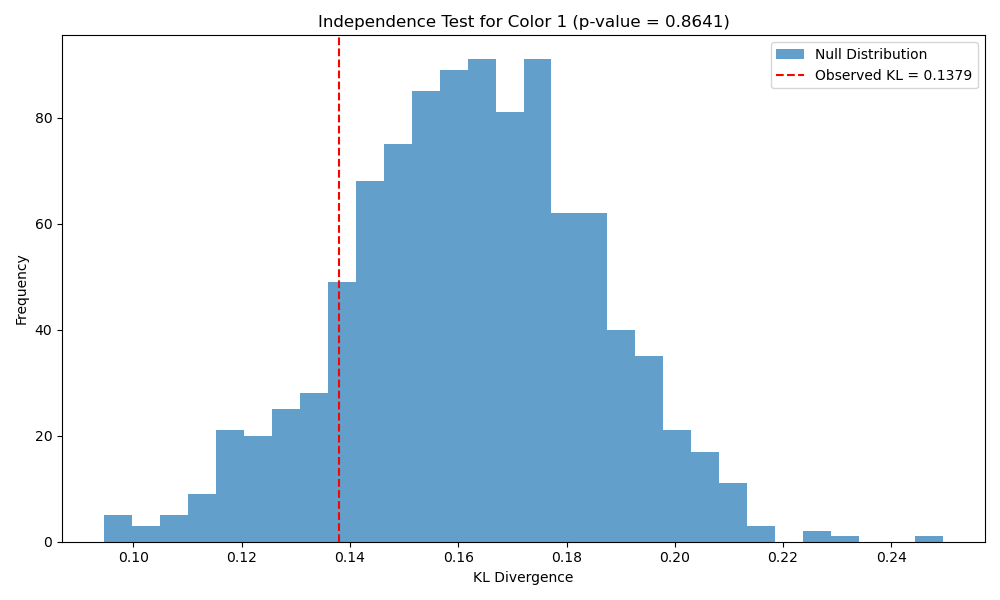 Independence Test for Color 1 (p-value = 0.8641)
Null Distribution
Observed KL = 0.1379
Frequency
80
60
40
20
0
0.10 0.12 0.14 0.16 0.18 0.20 0.22 0.24
KL Divergence